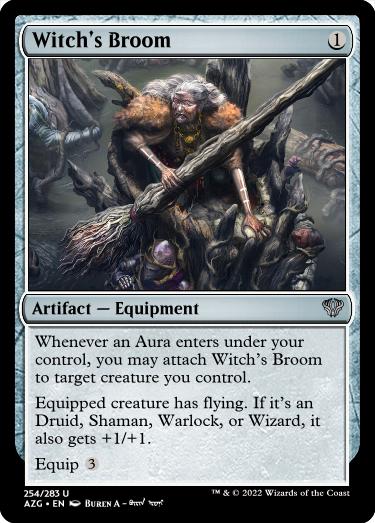 Witch's Broom 1
Artifact — Equipment
Whenever an Aura enters under your
control, you may attach Witch's Broom
to target creature you control.
Equipped creature has flying. If it's an
Druid, Shaman, Warlock, or Wizard, it
also gets +1/+1.
Equip 3
254/283 U
AZG • EN BUREN A -
™ & © 2022 Wizards of the Coast